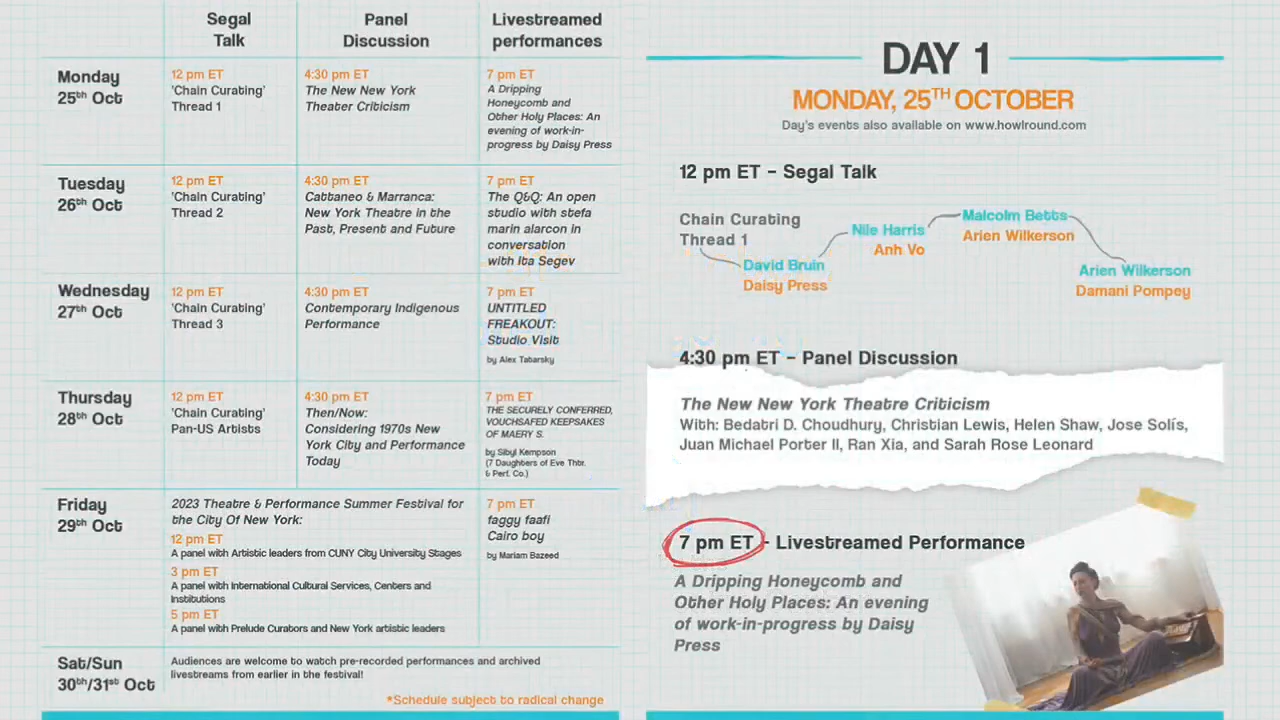 Segal
Talk
Panel
Discussion
Livestreamed
performances
Monday
25th Oct
12 pm ET
'Chain Curating'
Thread 1
4:30 pm ET
The New New York
Theater Criticism
7 pm ET
A Dripping
Honeycomb and
Other Holy Places: An
evening of work-in-
progress by Daisy Press
Tuesday
26th Oct
12 pm ET
'Chain Curating'
Thread 2
4:30 pm ET
Cattaneo & Marranca:
New York Theatre in the
Past, Present and Future
7 pm ET
The Q&Q: An open
studio with stefa
marin alarcon in
conversation
with Ita Segev
Wednesday
27th Oct
12 pm ET
'Chain Curating'
Thread 3
4:30 pm ET
Contemporary Indigenous
Performance
7 pm ET
UNTITLED
FREAKOUT:
Studio Visit
by Alex Tatarsky
Thursday
28th Oct
12 pm ET
'Chain Curating'
Pan-US Artists
4:30 pm ET
Then/Now:
Considering 1970s New
York City and Performance
Today
7 pm ET
THE SECURELY CONFERRED,
VOUCHSAFED KEEPSAKES
OF MAERY S.
by Sibyl Kempson
(7 Daughters of Eve Thtr.
& Perf. Co.)
Friday
29th Oct
2023 Theatre & Performance Summer Festival for
the City Of New York:
12 pm ET
A panel with Artistic leaders from CUNY City University Stages
3 pm ET
A panel with International Cultural Services, Centers and
Institutions
5 pm ET
A panel with Prelude Curators and New York artistic leaders
7 pm ET
faggy faafi
Cairo boy
by Mariam Bazeed
Sat/Sun
30th/31st Oct
Audiences are welcome to watch pre-recorded performances and archived
livestreams from earlier in the festival!
*Schedule subject to radical change
DAY 1
MONDAY, 25TH OCTOBER
Day's events also available on www.howlround.com
12 pm ET – Segal Talk
Chain Curating
Thread 1
David Bruin
Daisy Press
Nile Harris
Anh Vo
Malcolm Betts
Arien Wilkerson
Arien Wilkerson
Damani Pompey
4:30 pm ET – Panel Discussion
The New New York Theatre Criticism
With: Bedatri D. Choudhury, Christian Lewis, Helen Shaw, Jose Solís,
Juan Michael Porter II, Ran Xia, and Sarah Rose Leonard
7 pm ET - Livestreamed Performance
A Dripping Honeycomb and
Other Holy Places: An evening
of work-in-progress by Daisy
Press